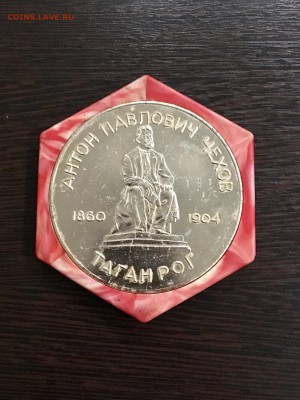 COINS.LAVE.RU
АНТОН ПАВЛОВИЧ ЧЕХОВ
1860 1904
ТАГАНРОГ